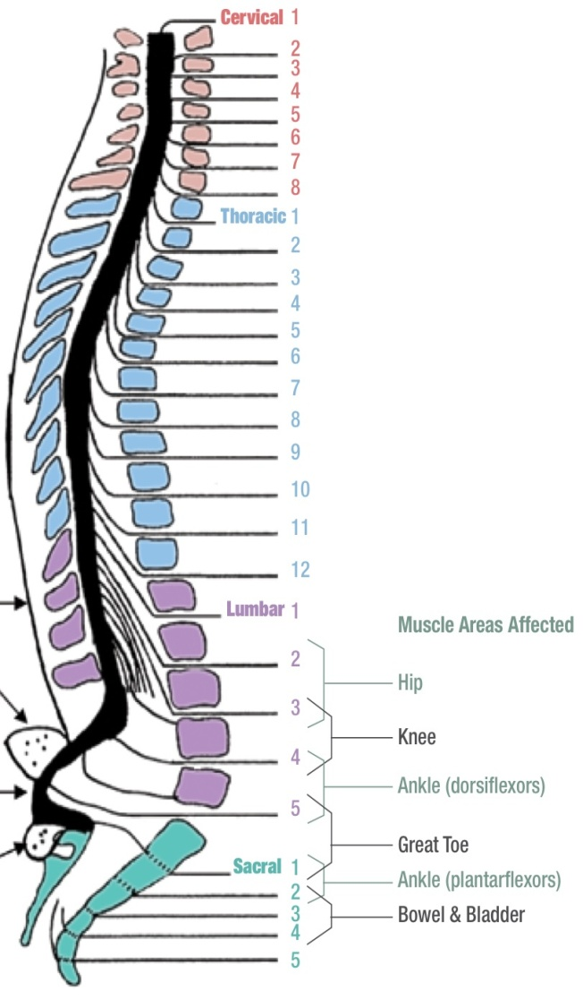 Cervical 1
2
3
4
5
6
7
8
Thoracic 1
2
3
4
5
6
7
8
9
10
11
12
Lumbar 1
Muscle Areas Affected
2
Hip
3
Knee
4
Ankle (dorsiflexors)
5
Great Toe
Sacral 1
Ankle (plantarflexors)
2
3
Bowel & Bladder
4
5